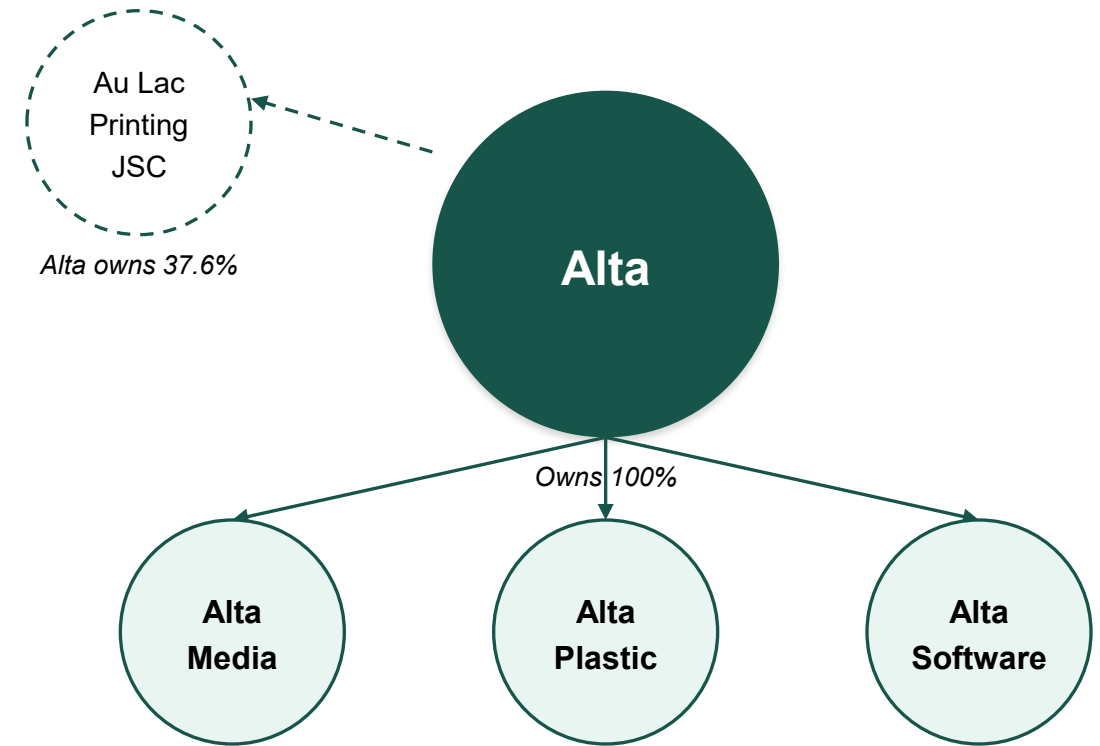 Au Lac
Printing
JSC
Alta owns 37.6%
Alta
Owns 100%
Alta
Media
Alta
Plastic
Alta
Software